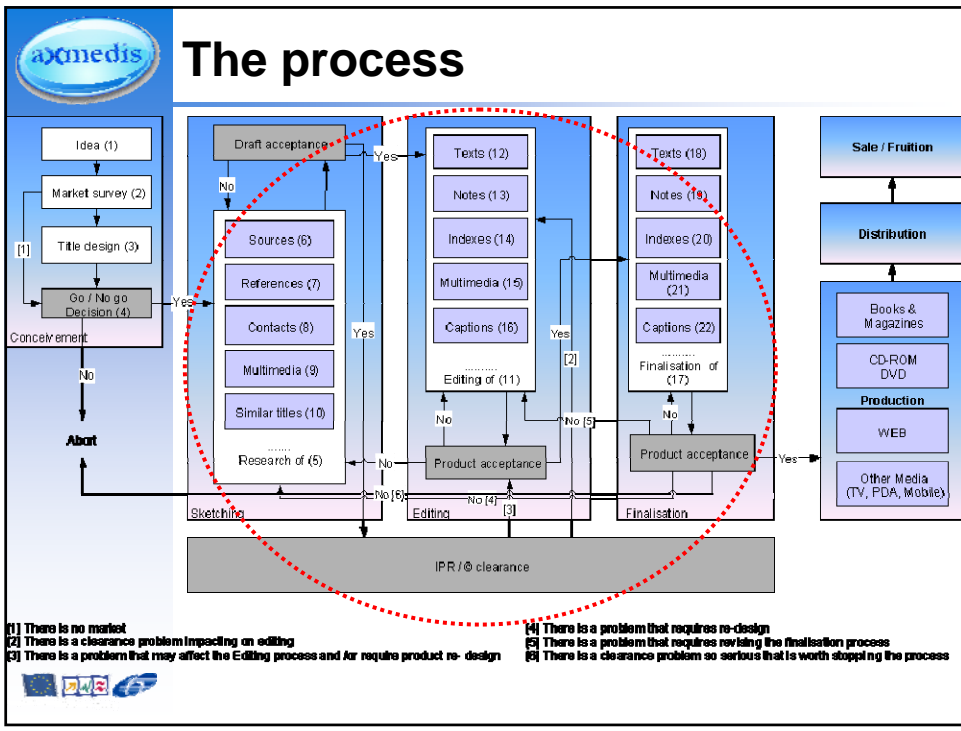 axmedis
The process
Idea (1)
Market survey (2)
[1]
Title design (3)
Go / No go
Decision (4)
Yes
Conceivement
No
Abort
Draft acceptance
Yes
No
Sources (6)
References (7)
Contacts (8)
Multimedia (9)
Similar titles (10)
........
Research of (5)
Sketching
Yes
Texts (12)
Notes (13)
Indexes (14)
Multimedia (15)
Captions (16)
..........
Editing of (11)
No
No
Product acceptance
Yes
[2]
No [6]
No [4]
[3]
Editing
Texts (18)
Notes (19)
Indexes (20)
Multimedia
(21)
Captions (22)
..........
Finalisation of
(17)
No [5]
No
Product acceptance
Yes
Finalisation
Sale / Fruition
Distribution
Books &
Magazines
CD-ROM
DVD
Production
WEB
Other Media
(TV, PDA, Mobile)
IPR / © clearance
[1] There is no market
[2] There is a clearance problem impacting on editing
[3] There is a problem that may affect the Editing process and /or require product re- design
[4] There is a problem that requires re-design
[5] There is a problem that requires revising the finalisation process
[6] There is a clearance problem so serious that is worth stopping the process